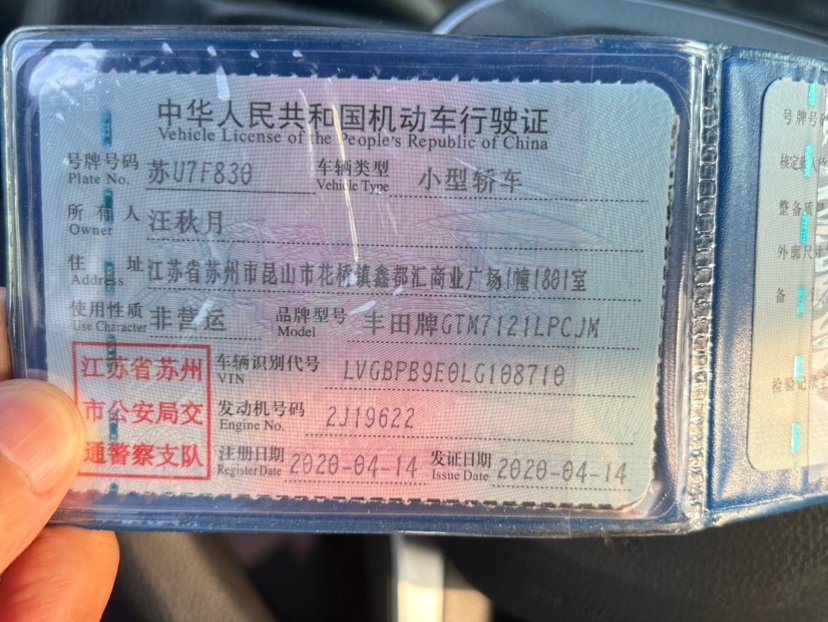 中华人民共和国机动车行驶证
Vehicle License of the People's Republic of China
号牌号码 苏U7F830 车辆类型 小型轿车
Plate No. Vehicle Type
所有人 汪秋月
Owner
住址 江苏省苏州市昆山市花桥镇鑫都汇商业广场1幢1801室
Address
使用性质 非营运 品牌型号 丰田牌GTM7121LPCJM
Use Character Model
江苏省苏州
市公安局交
通警察支队
车辆识别代号 LVGBPB9E0LG108710
VIN
发动机号码 2J19622
Engine No.
注册日期 2020-04-14 发证日期 2020-04-14
Register Date Issue Date
号牌号
核定载
整备质
外廓尺寸
备
检验记